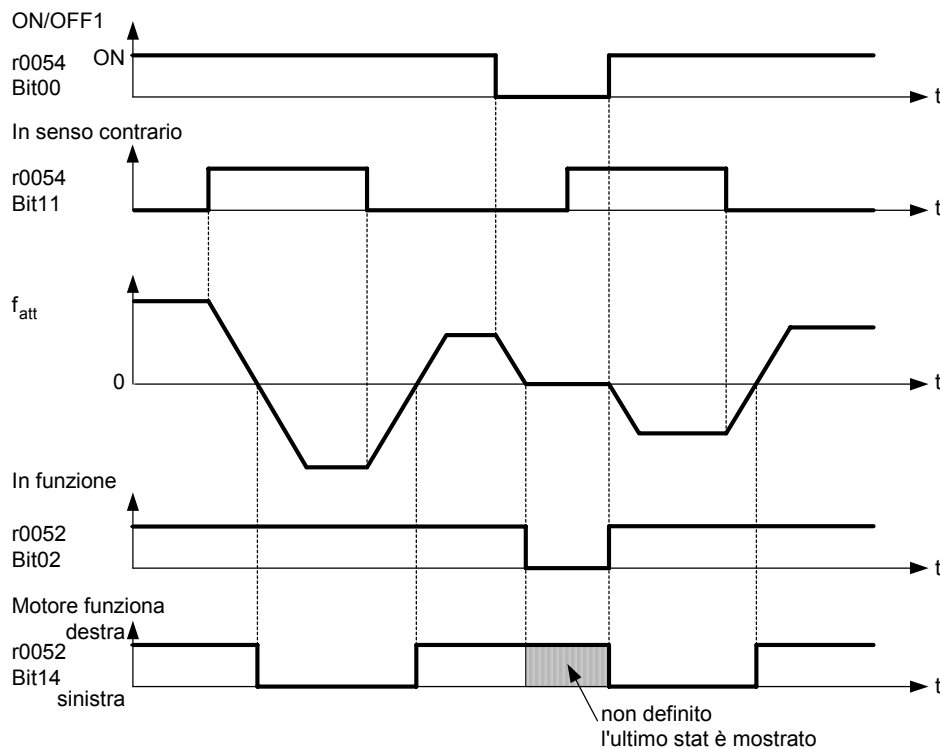 ON/OFF1
r0054
Bit00
ON
t
In senso contrario
r0054
Bit11
t
f_att
0
t
In funzione
r0052
Bit02
t
Motore funziona
destra
r0052
Bit14
sinistra
t
non definito
l'ultimo stat è mostrato